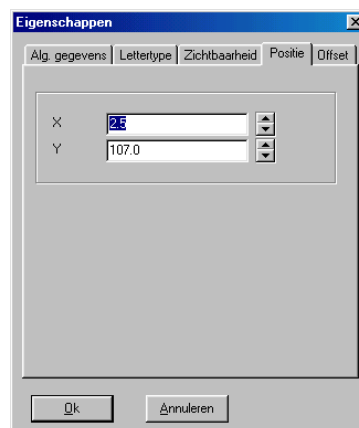 Eigenschappen
Alg. gegevens Lettertype Zichtbaarheid Positie Offset
X 2.5
Y 107.0
Ok Annuleren